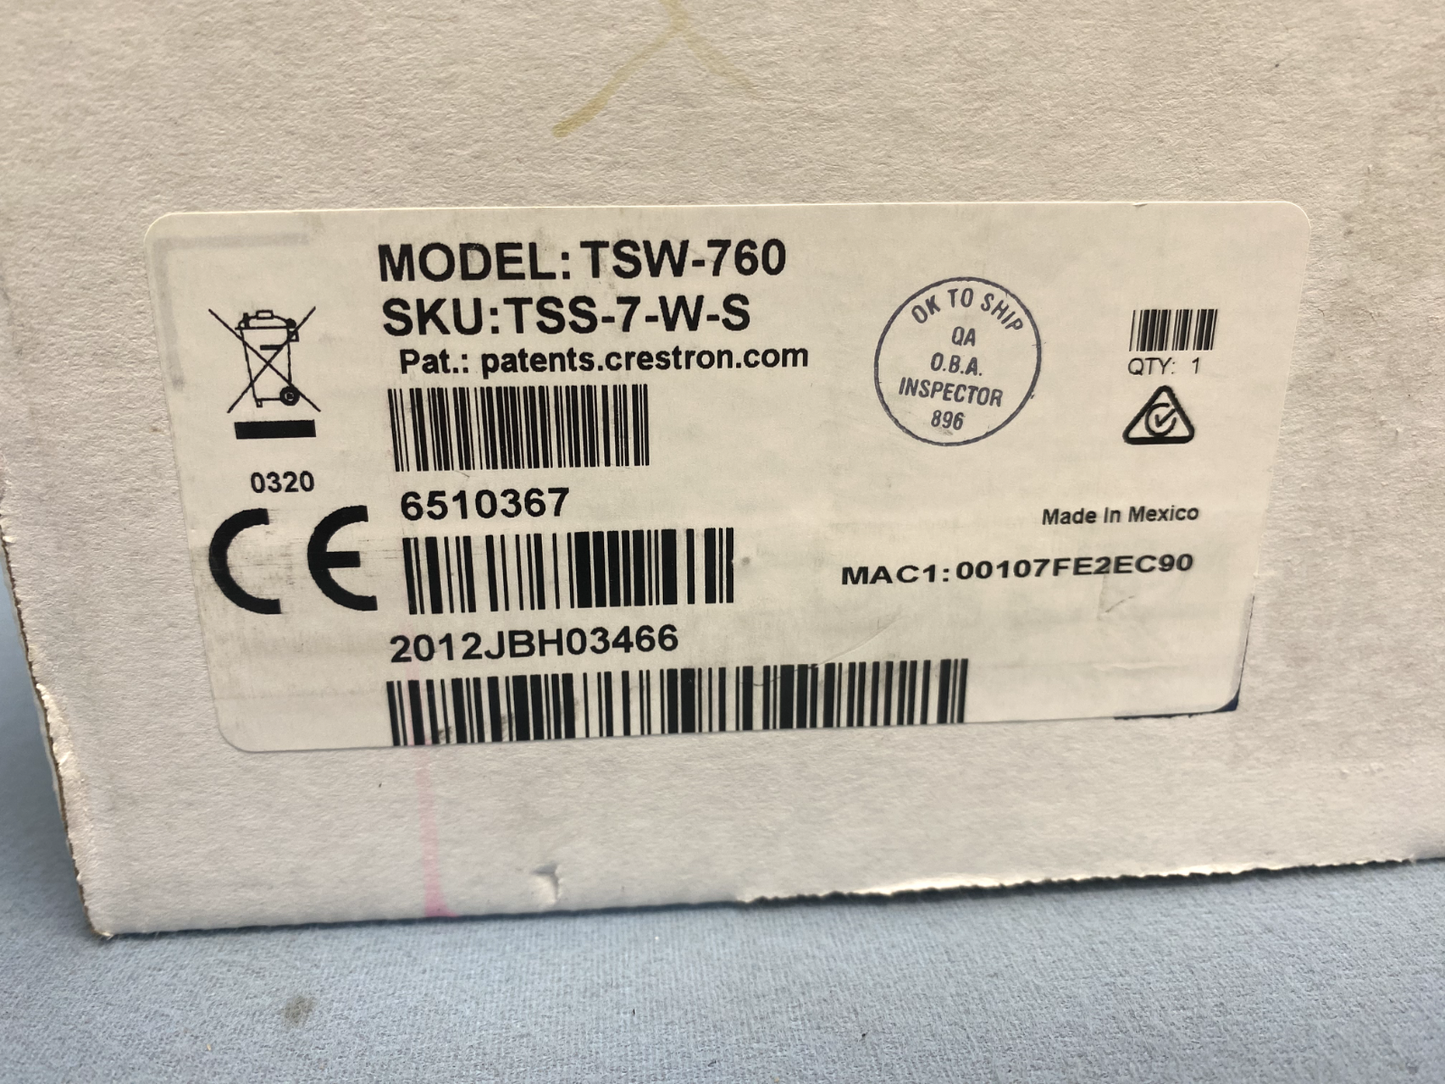 MODEL: TSW-760
SKU:TSS-7-W-S
Pat.: patents.crestron.com
0320
CE
6510367
2012JBH03466
OK TO SHIP
QA
O.B.A.
INSPECTOR
896
QTY: 1
Made In Mexico
MAC1:00107FE2EC90